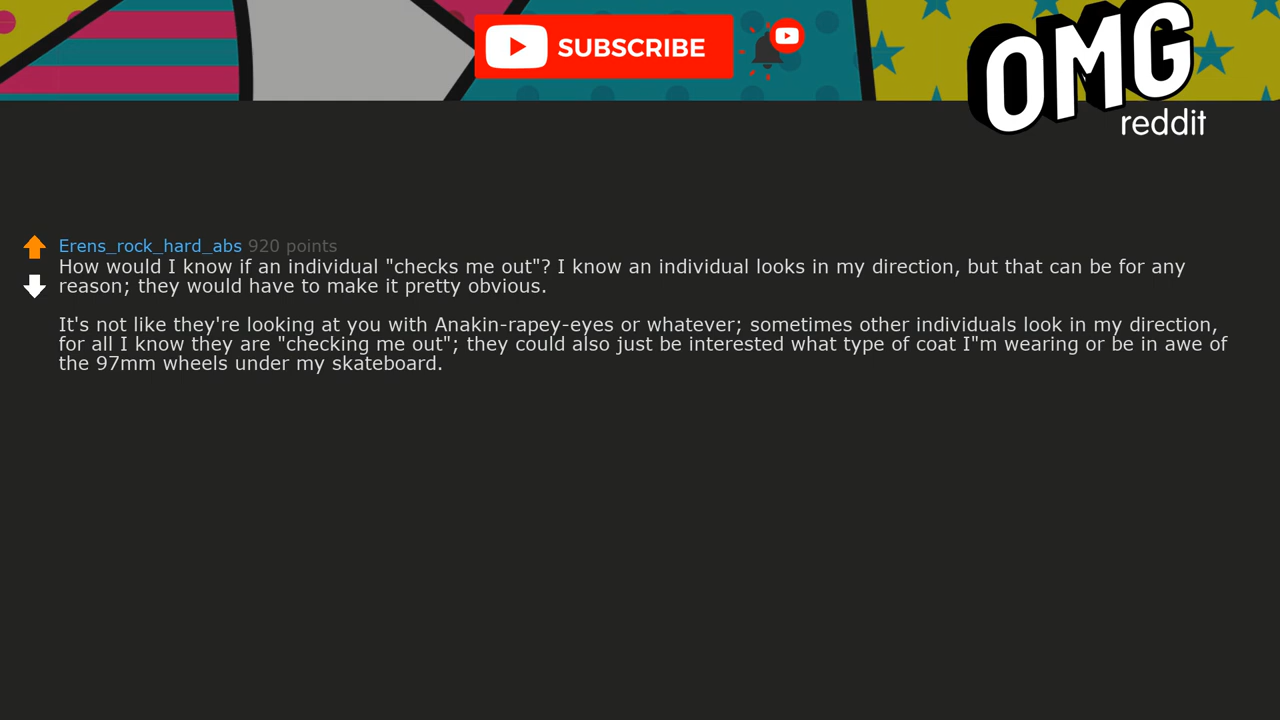 SUBSCRIBE
OMG
reddit
Erens_rock_hard_abs 920 points
How would I know if an individual "checks me out"? I know an individual looks in my direction, but that can be for any
reason; they would have to make it pretty obvious.
It's not like they're looking at you with Anakin-rapey-eyes or whatever; sometimes other individuals look in my direction,
for all I know they are "checking me out"; they could also just be interested what type of coat I"m wearing or be in awe of
the 97mm wheels under my skateboard.